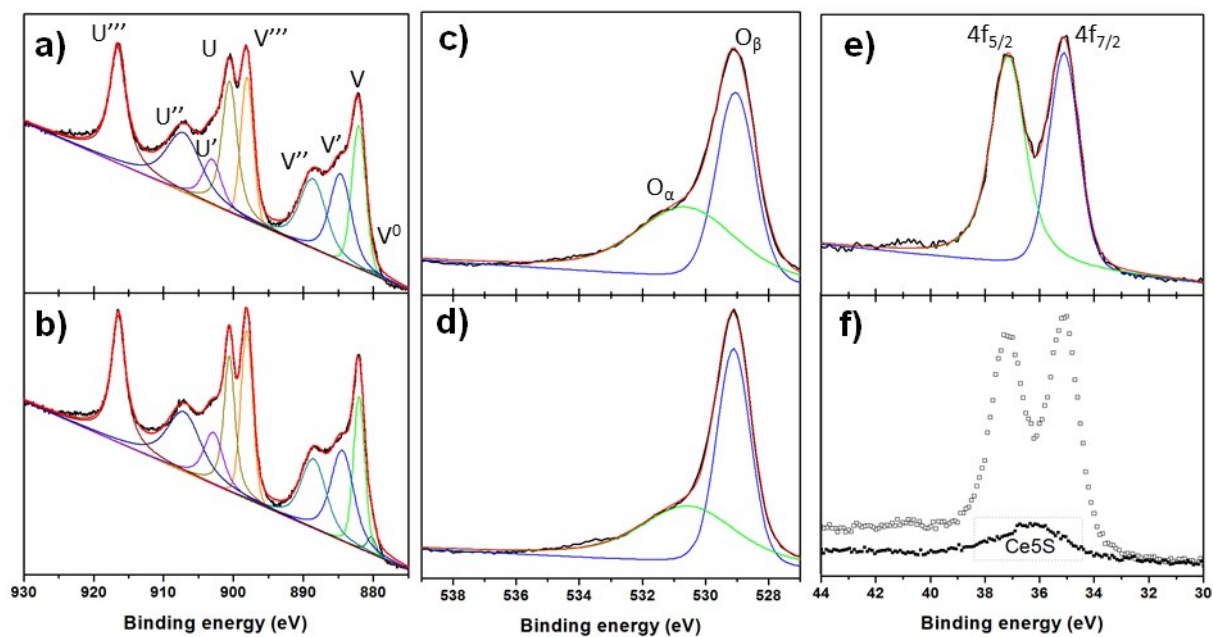 a)
U'''
U''
U'
U
V'''
V''
V'
V
V⁰
b)
930 920 910 900 890 880
Binding energy (eV)
c)
Oα
Oβ
d)
538 536 534 532 530 528
Binding energy (eV)
e)
4f5/2
4f7/2
f)
Ce5S
44 42 40 38 36 34 32 30
Binding energy (eV)